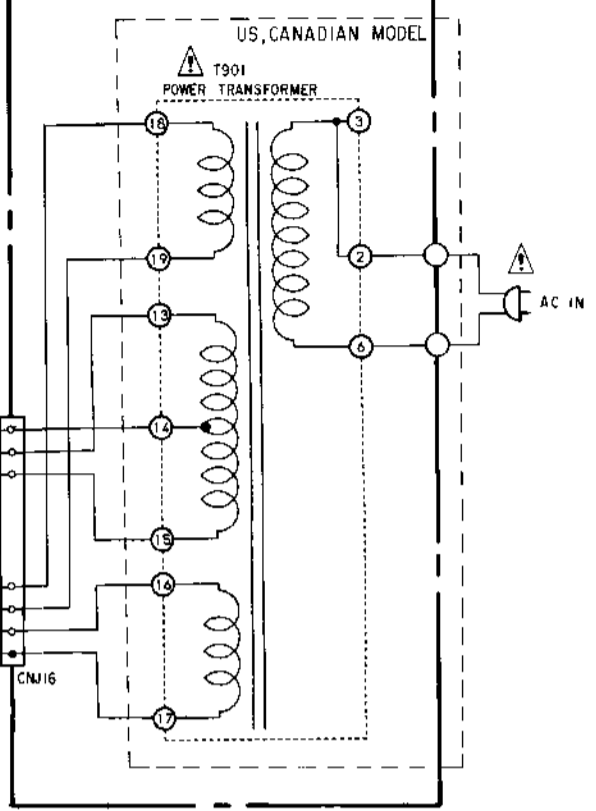 US, CANADIAN MODEL
! T901
POWER TRANSFORMER
18
3
19
2
!
AC IN
13
6
14
15
16
CNJ16
17